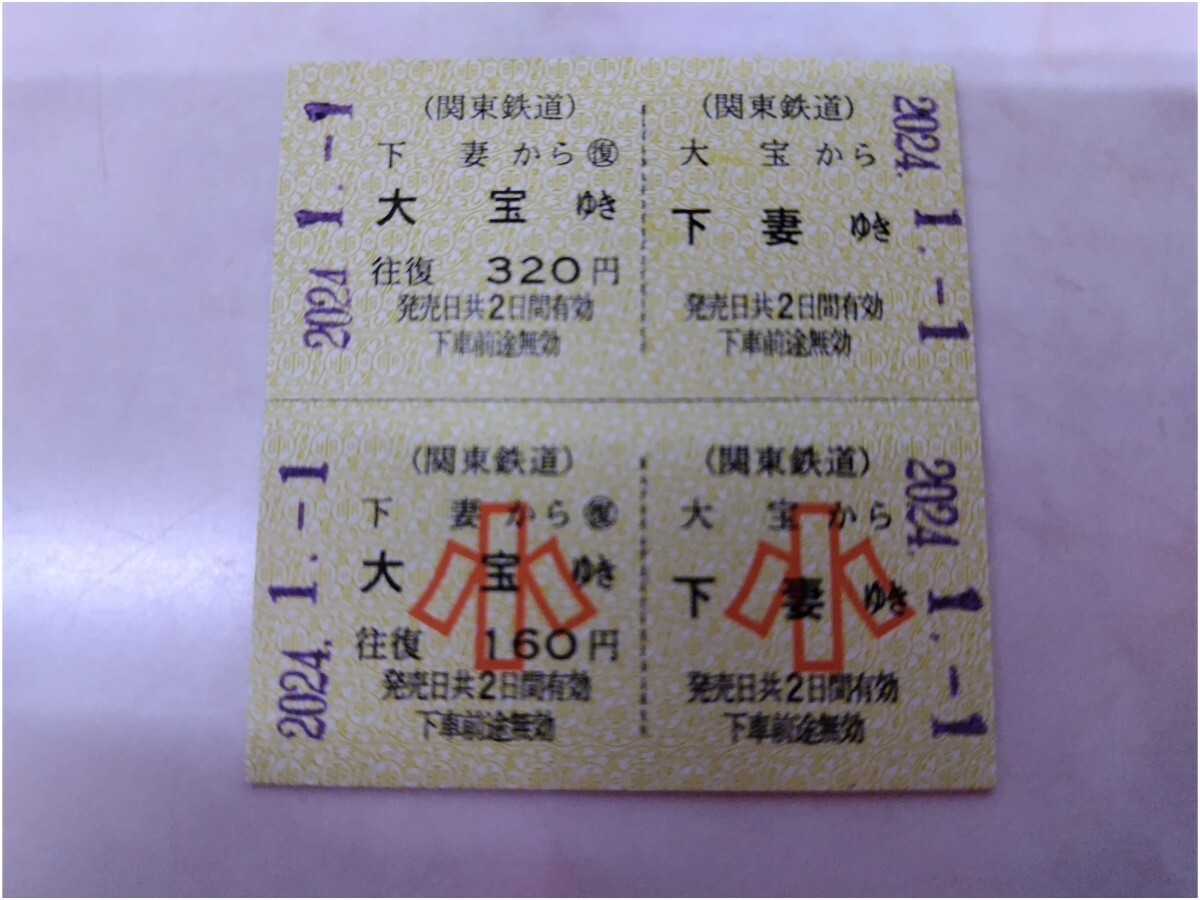 2024.1.-1
(関東鉄道)
下妻から㊝
大宝ゆき
往復 320円
発売日共2日間有効
下車前途無効
(関東鉄道)
大宝から
下妻ゆき
発売日共2日間有効
下車前途無効
2024.1.-1
2024.1.-1
(関東鉄道)
下妻から復
大宝ゆき
往復 160円
発売日共2日間有効
下車前途無効
小
(関東鉄道)
大宝から
下妻ゆき
発売日共2日間有効
下車前途無効
小
2024.1.-1